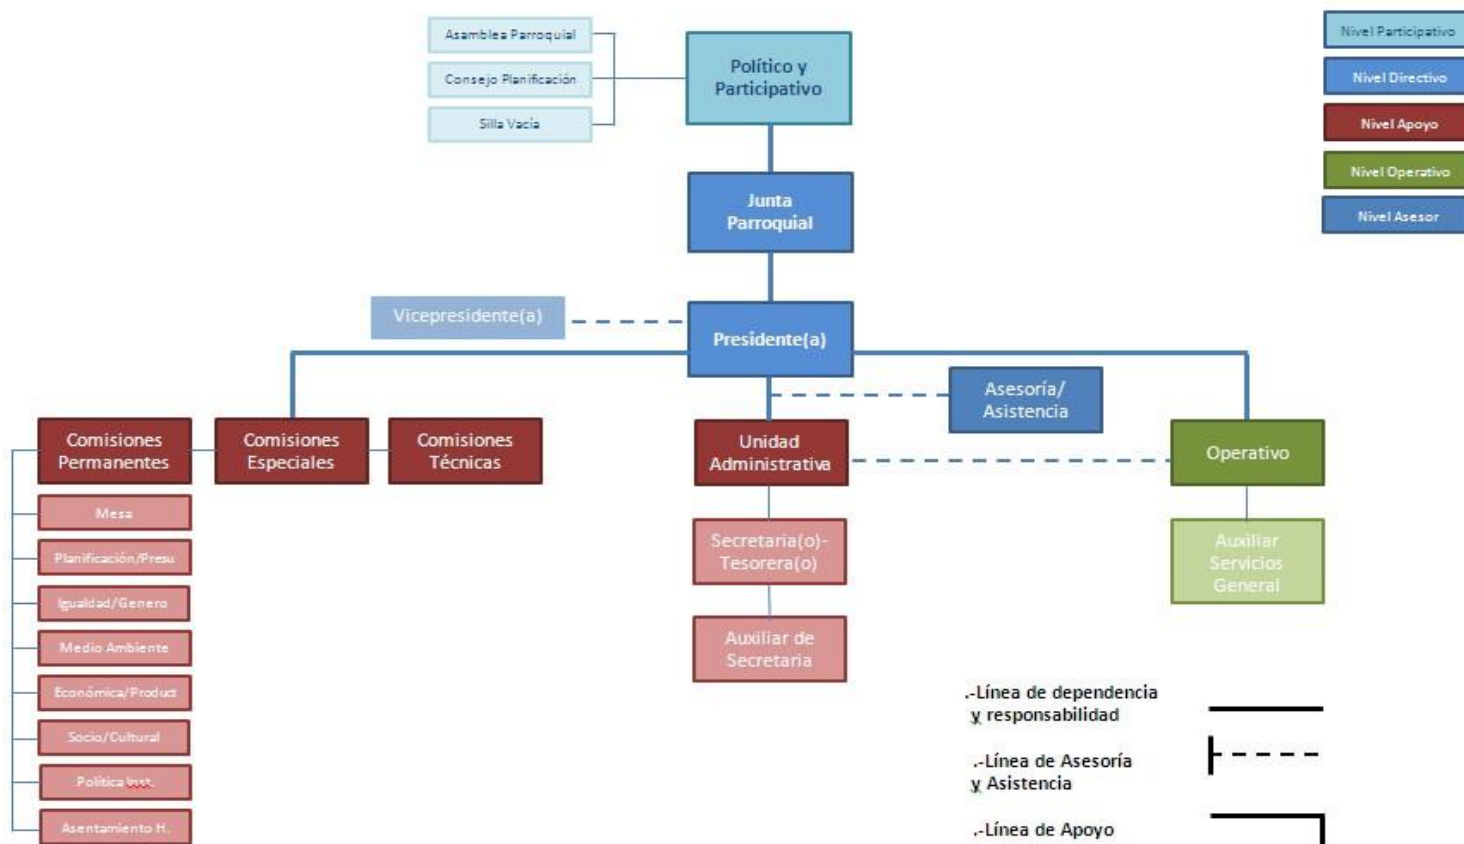 Asamblea Parroquial
Consejo Planificación
Silla Vacía
Político y
Participativo
Nivel Participativo
Nivel Directivo
Nivel Apoyo
Nivel Operativo
Nivel Asesor
Junta
Parroquial
Vicepresidente(a)
Presidente(a)
Asesoría/
Asistencia
Comisiones
Permanentes
Comisiones
Especiales
Comisiones
Técnicas
Unidad
Administrativa
Operativo
Mesa
Planificación/Presu
Igualdad/Genero
Medio Ambiente
Económica/Product
Socio/Cultural
Política Inst.
Asentamiento H.
Secretaria(o)-
Tesorera(o)
Auxiliar de
Secretaria
Auxiliar
Servicios
General
.-Línea de dependencia
y responsabilidad
.-Línea de Asesoría
y Asistencia
.-Línea de Apoyo